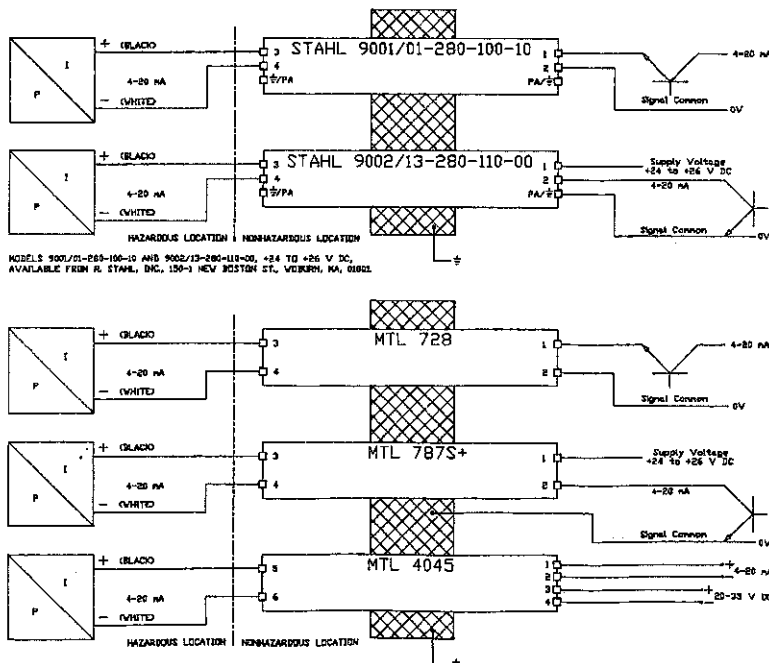 + (BLACK) 3 STAHL 9001/01-280-100-10 1 4-20 mA
I 4 2
P 4-20 mA ⏚/PA PA/⏚
- (WHITE) Signal Common 0V
+ (BLACK) 3 STAHL 9002/13-280-110-00 1 Supply Voltage
+24 to +26 V DC
I 4 2 4-20 mA
P 4-20 mA ⏚/PA PA/⏚
- (WHITE) Signal Common 0V
HAZARDOUS LOCATION NONHAZARDOUS LOCATION
MODELS 9001/01-280-100-10 AND 9002/13-280-110-00, +24 TO +26 V DC,
AVAILABLE FROM R. STAHL, INC., 150-1 NEW BOSTON ST., WOBURN, MA, 01801.
+ (BLACK) 3 MTL 728 1 4-20 mA
I
P 4-20 mA 4 2
- (WHITE) Signal Common 0V
+ (BLACK) 3 MTL 787S+ 1 Supply Voltage
+24 to +26 V DC
I
P 4-20 mA 4 2 4-20 mA
- (WHITE) Signal Common 0V
+ (BLACK) 5 MTL 4045 1 +
I 2 - 4-20 mA
P 4-20 mA 6 3 + 20-35 V DC
- (WHITE) 4 -
HAZARDOUS LOCATION NONHAZARDOUS LOCATION